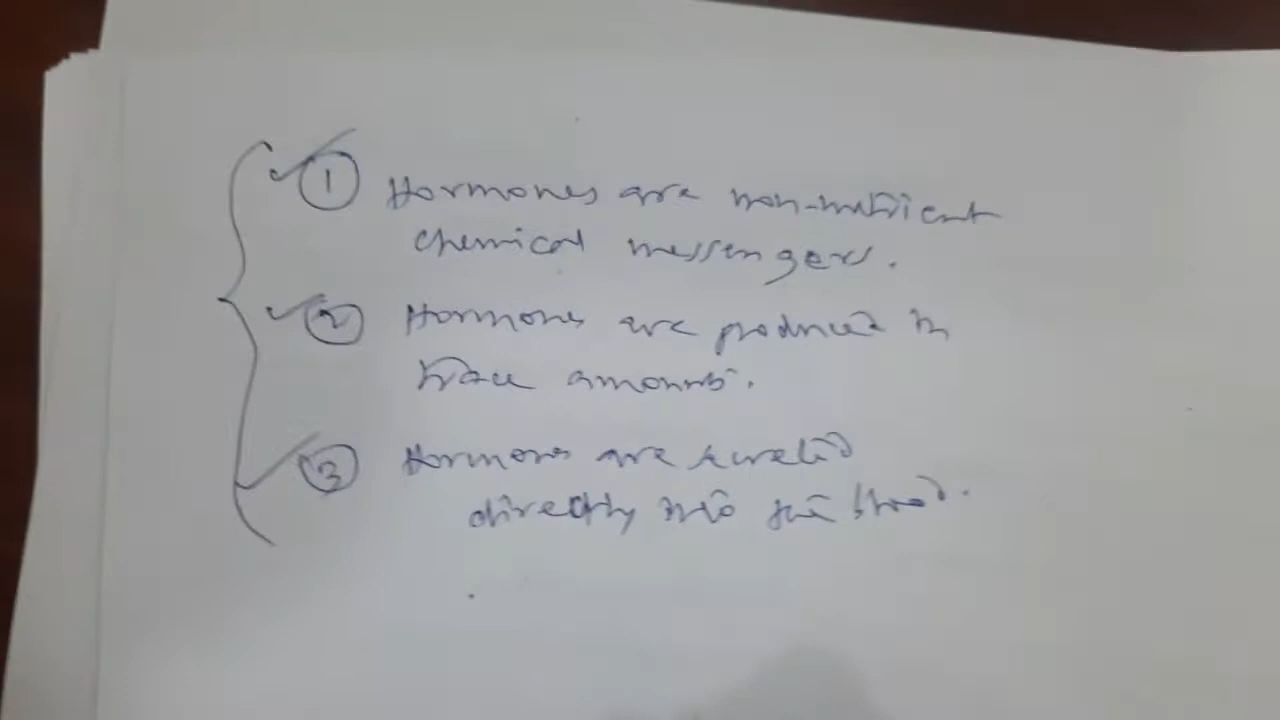 ① Hormones are non-nutrient
chemical messengers.
② Hormones are produced in
trace amounts.
③ Hormones are secreted
directly into the blood.